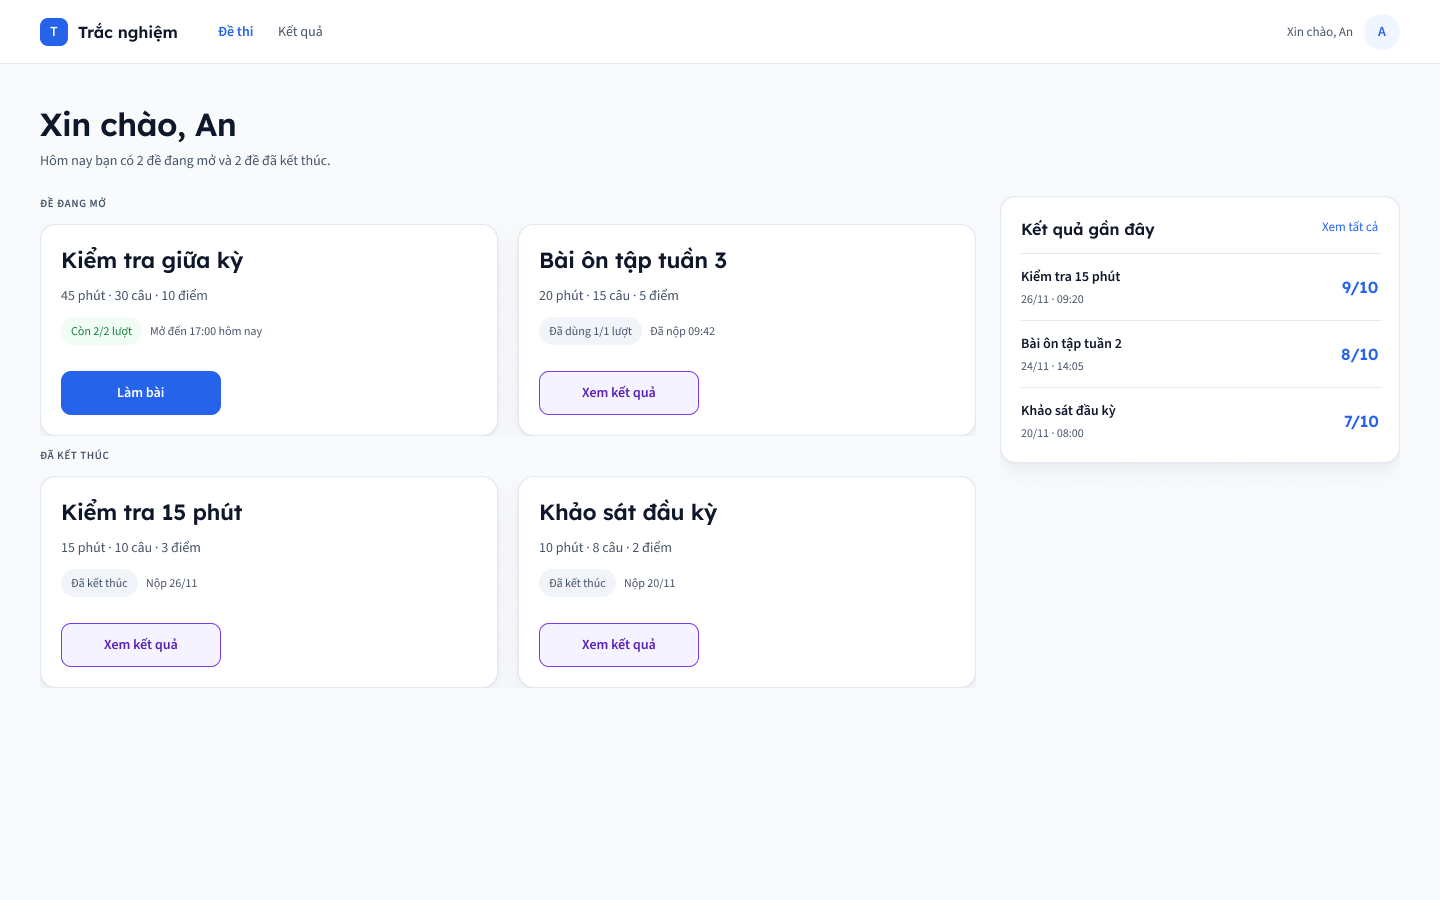 T
Trắc nghiệm
Đề thi
Kết quả
Xin chào, An
A
Xin chào, An
Hôm nay bạn có 2 đề đang mở và 2 đề đã kết thúc.
ĐỀ ĐANG MỞ
Kiểm tra giữa kỳ
45 phút · 30 câu · 10 điểm
Còn 2/2 lượt
Mở đến 17:00 hôm nay
Làm bài
Bài ôn tập tuần 3
20 phút · 15 câu · 5 điểm
Đã dùng 1/1 lượt
Đã nộp 09:42
Xem kết quả
ĐÃ KẾT THÚC
Kiểm tra 15 phút
15 phút · 10 câu · 3 điểm
Đã kết thúc
Nộp 26/11
Xem kết quả
Khảo sát đầu kỳ
10 phút · 8 câu · 2 điểm
Đã kết thúc
Nộp 20/11
Xem kết quả
Kết quả gần đây
Xem tất cả
Kiểm tra 15 phút
26/11 · 09:20
9/10
Bài ôn tập tuần 2
24/11 · 14:05
8/10
Khảo sát đầu kỳ
20/11 · 08:00
7/10